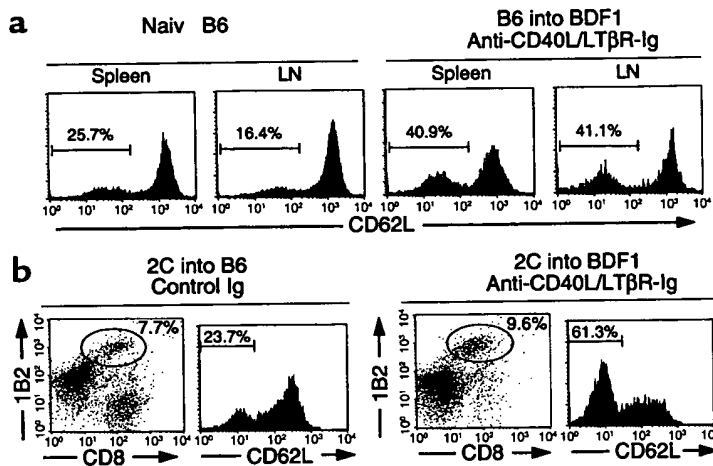 a
Naiv B6
B6 into BDF1
Anti-CD40L/LTβR-Ig
Spleen
LN
Spleen
LN
25.7%
16.4%
40.9%
41.1%
10⁰ 10¹ 10² 10³ 10⁴
10⁰ 10¹ 10² 10³ 10⁴
10⁰ 10¹ 10² 10³ 10⁴
10⁰ 10¹ 10² 10³ 10⁴
CD62L
b
2C into B6
Control Ig
2C into BDF1
Anti-CD40L/LTβR-Ig
1B2
10⁴
10³
10²
10¹
10⁰
7.7%
23.7%
1B2
10⁴
10³
10²
10¹
10⁰
9.6%
61.3%
10⁰ 10¹ 10² 10³ 10⁴
10⁰ 10¹ 10² 10³ 10⁴
10⁰ 10¹ 10² 10³ 10⁴
10⁰ 10¹ 10² 10³ 10⁴
CD8
CD62L
CD8
CD62L